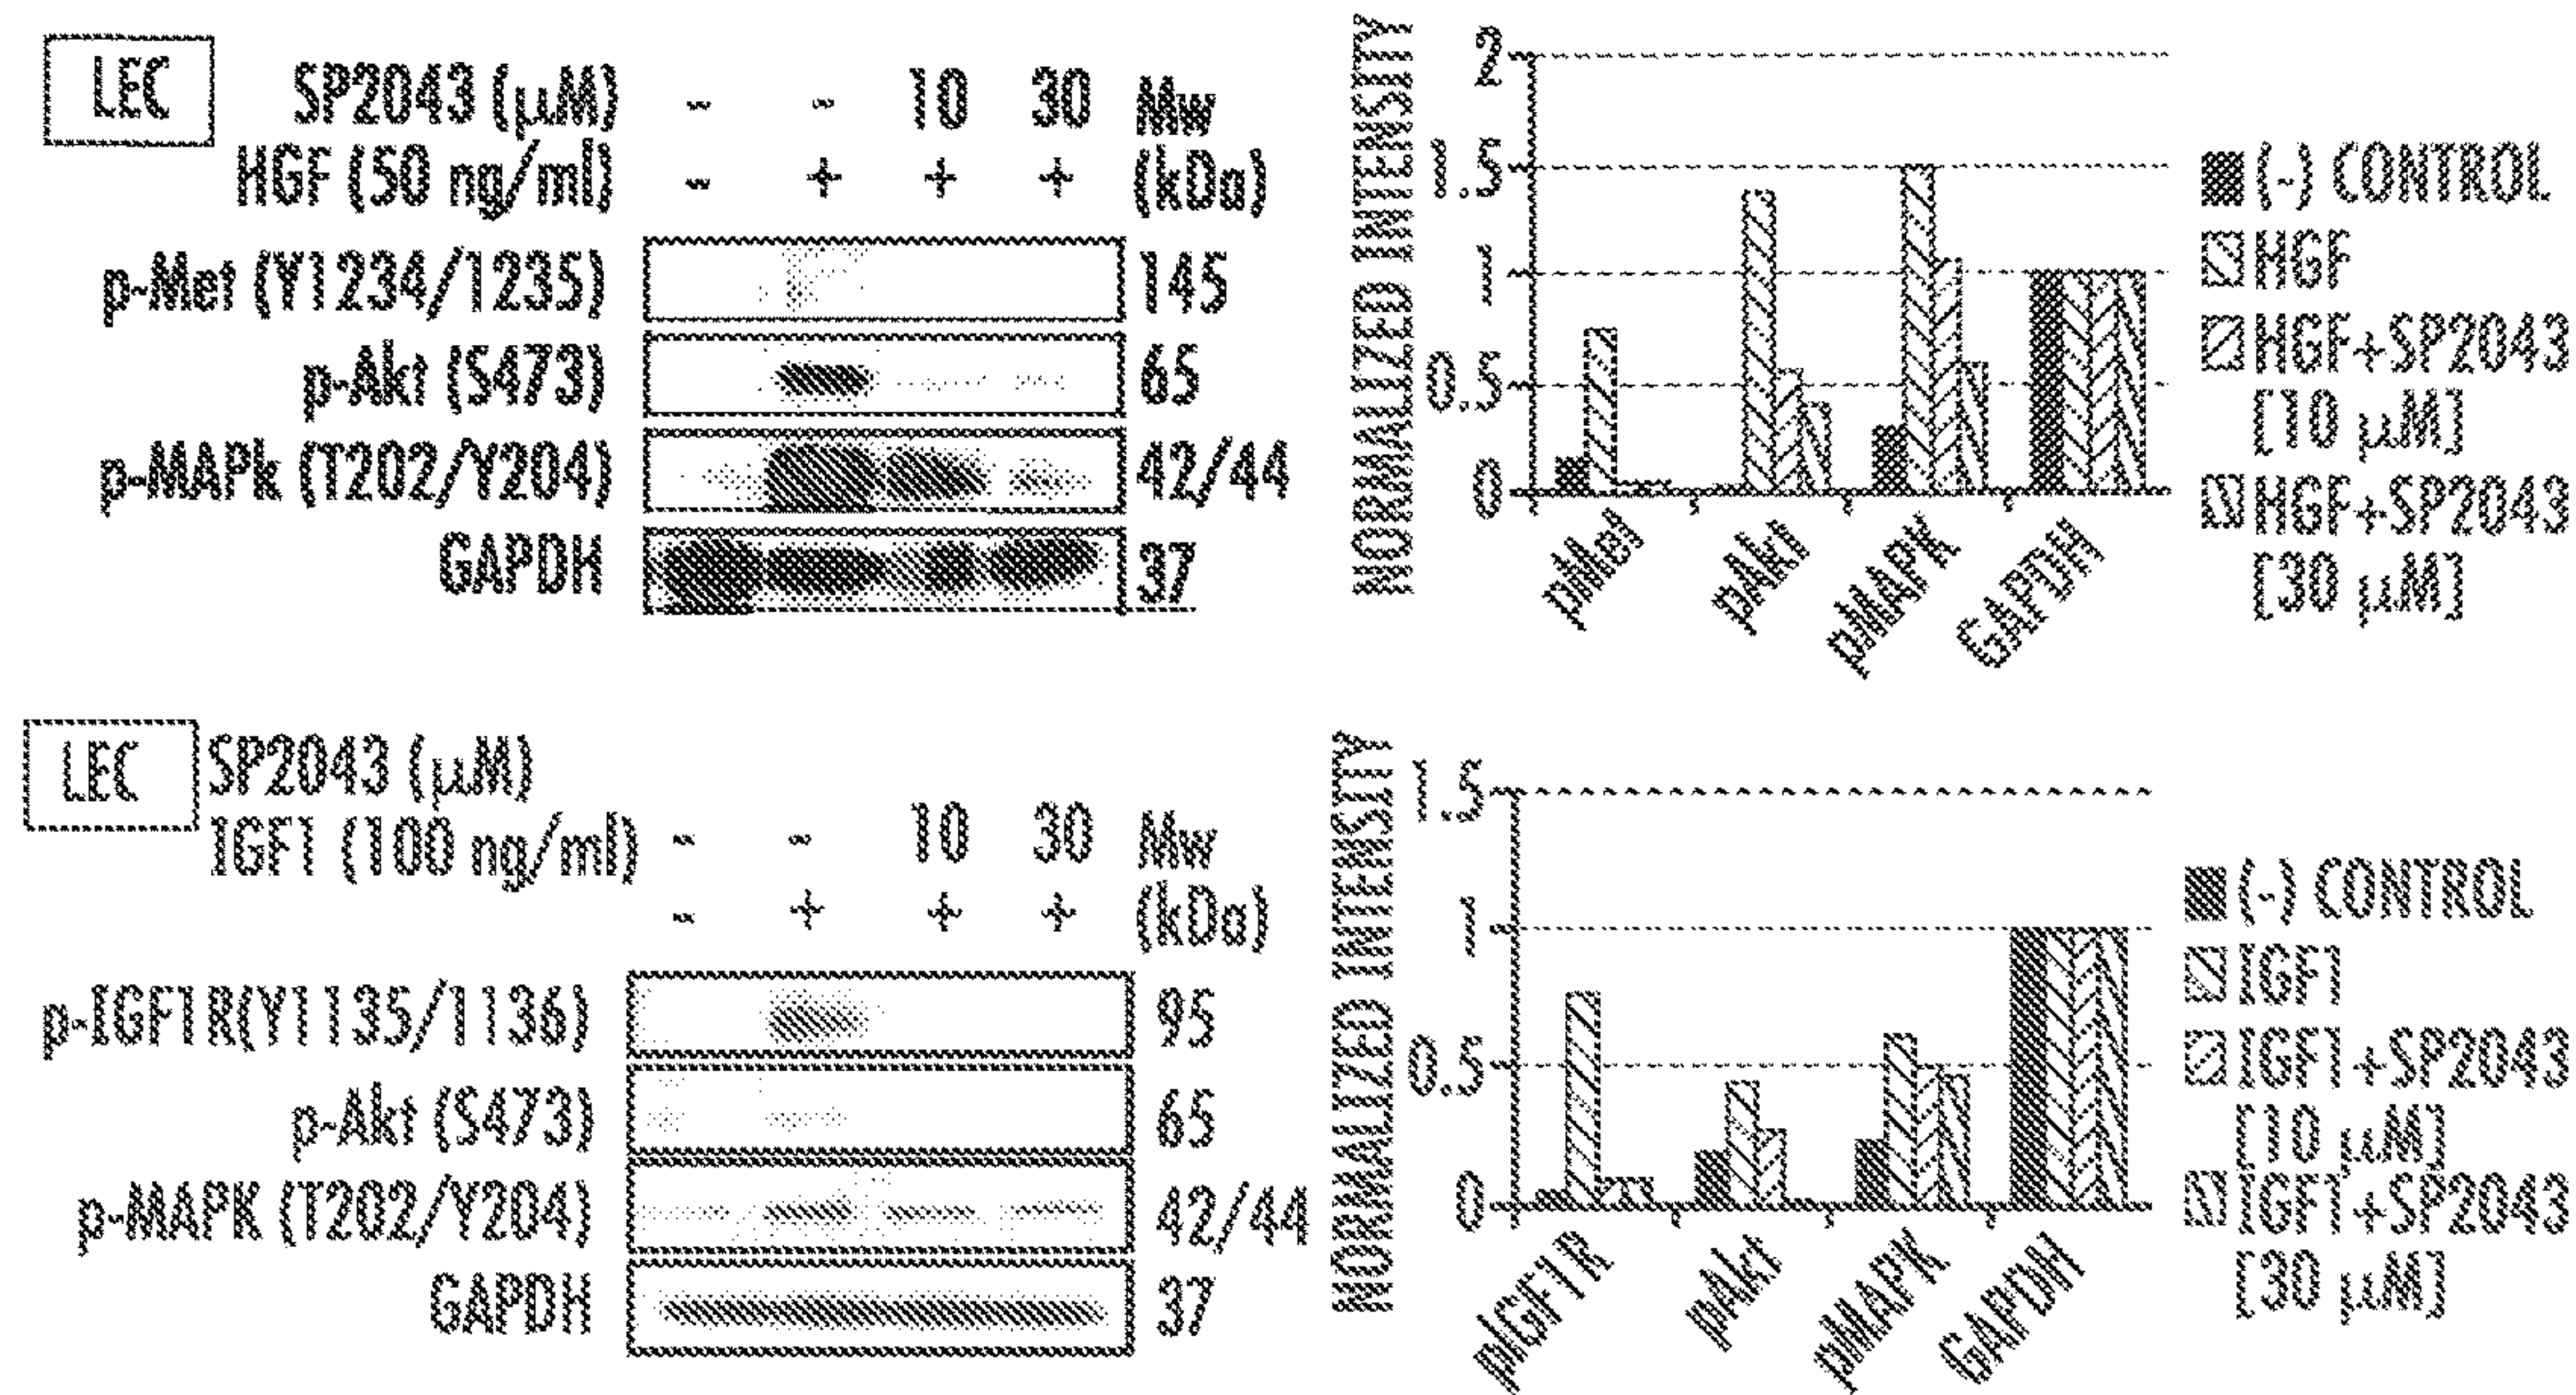 LEC
SP2043 (µM) - - 10 30 Mw
HGF (50 ng/ml) - + + + (kDa)
p-Met (Y1234/1235) 145
p-Akt (S473) 65
p-MAPk (T202/Y204) 42/44
GAPDH 37
NORMALIZED INTENSITY
2
1.5
1
0.5
0
pMet pAkt pMAPK GAPDH
(-) CONTROL
HGF
HGF+SP2043
[10 µM]
HGF+SP2043
[30 µM]
LEC
SP2043 (µM)
IGF1 (100 ng/ml)
- - 10 30 Mw
- + + + (kDa)
p-IGF1R(Y1135/1136) 95
p-Akt (S473) 65
p-MAPK (T202/Y204) 42/44
GAPDH 37
NORMALIZED INTENSITY
1.5
1
0.5
0
pIGF1R pAkt pMAPK GAPDH
(-) CONTROL
IGF1
IGF1+SP2043
[10 µM]
IGF1+SP2043
[30 µM]